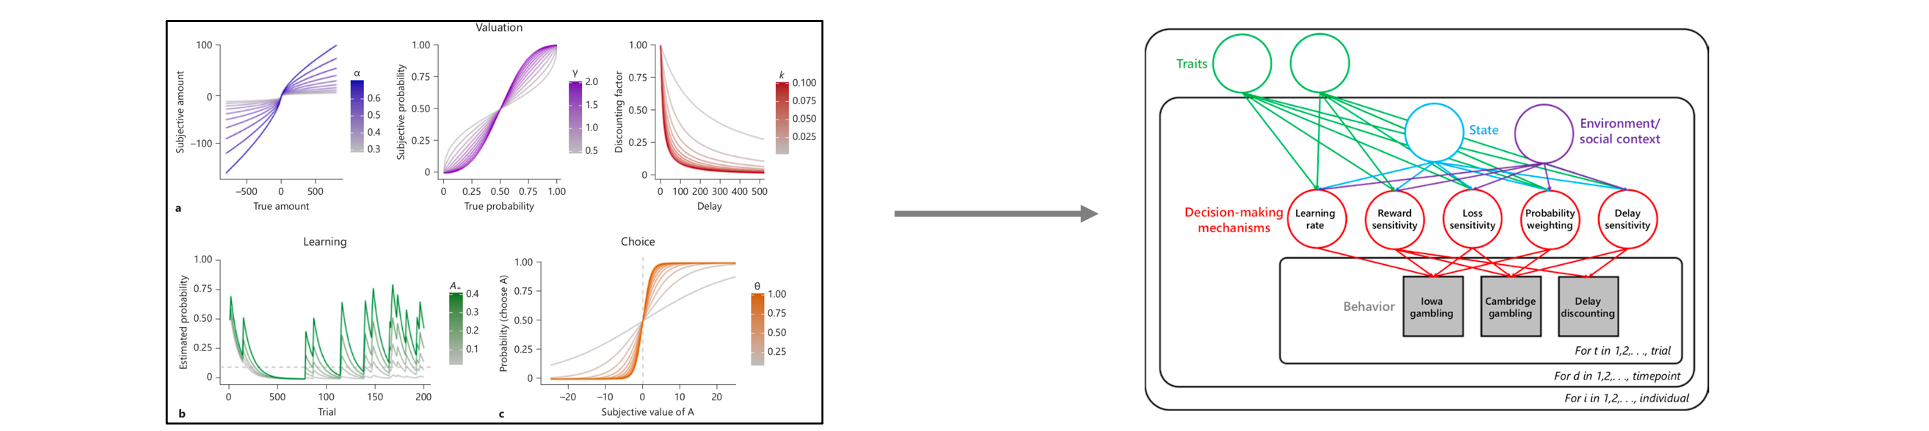 Valuation
100
0
−100
Subjective amount
−500
0
500
True amount
α
0.6
0.5
0.4
0.3
1.00
0.75
0.50
0.25
0
Subjective probability
0
0.25
0.50
0.75
1.00
True probability
γ
2.0
1.5
1.0
0.5
1.00
0.75
0.50
0.25
0
Discounting factor
0 100 200 300 400 500
Delay
k
0.100
0.075
0.050
0.025
a
Learning
1.00
0.75
0.50
0.25
0
Estimated probability
0
500
100
150
200
Trial
A+
0.4
0.3
0.2
0.1
b
Choice
1.00
0.75
0.50
0.25
0
Probability (choose A)
−20
−10
0
10
20
Subjective value of A
θ
1.00
0.75
0.50
0.25
c
Traits
State
Environment/
social context
Decision-making
mechanisms
Learning
rate
Reward
sensitivity
Loss
sensitivity
Probability
weighting
Delay
sensitivity
Behavior
Iowa
gambling
Cambridge
gambling
Delay
discounting
For t in 1,2,. . ., trial
For d in 1,2,. . ., timepoint
For i in 1,2,. . ., individual